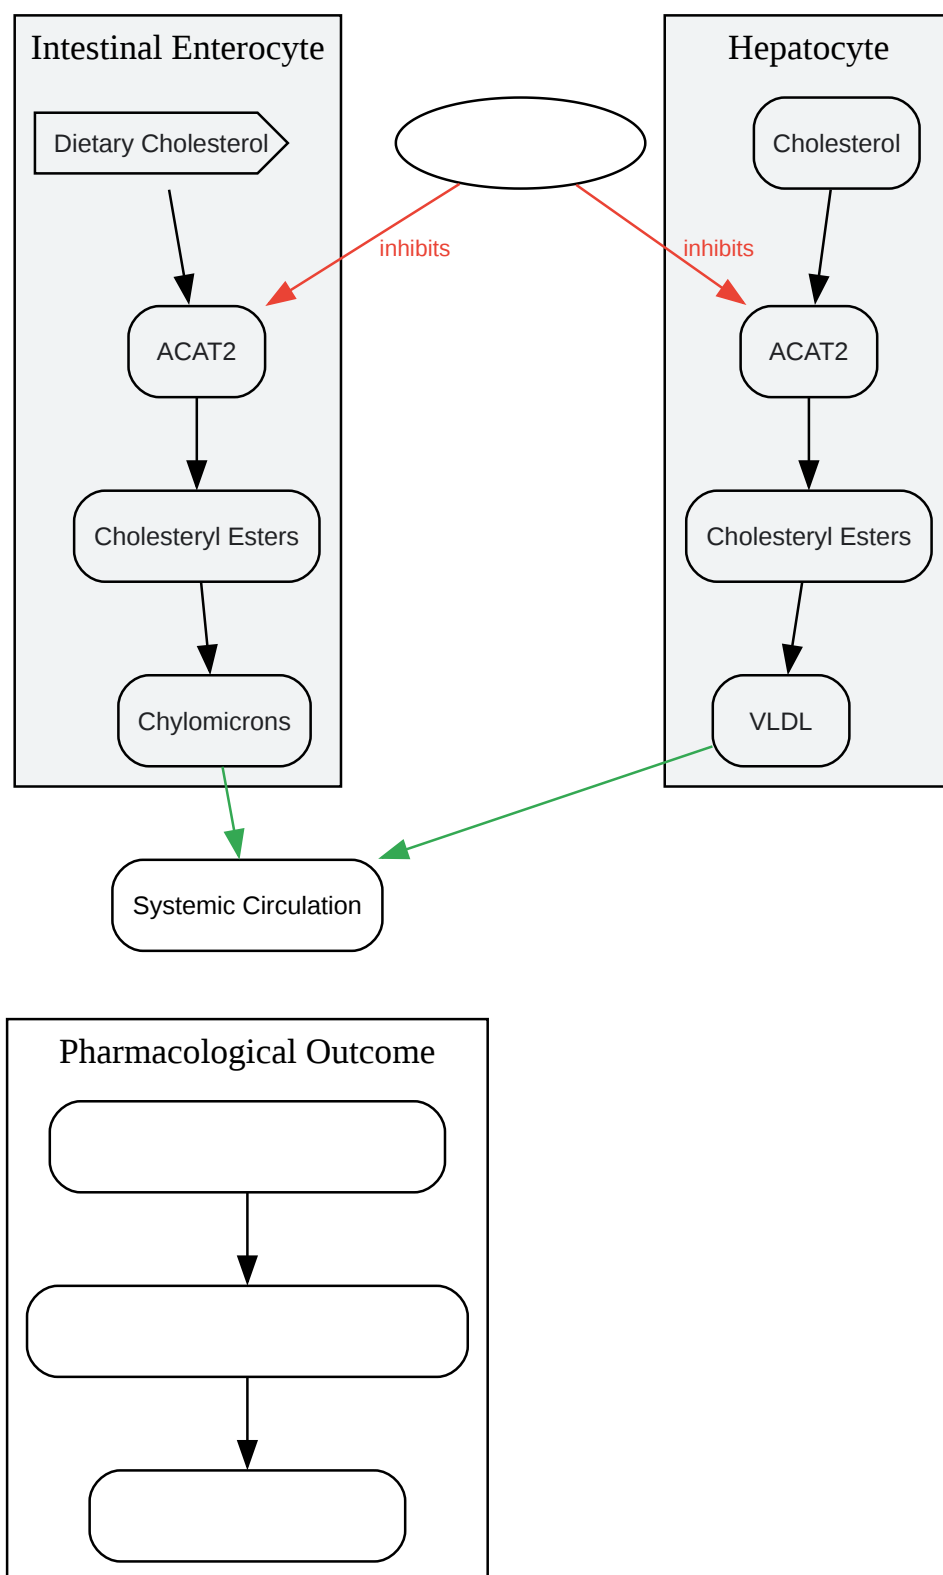 Intestinal Enterocyte
Dietary Cholesterol
inhibits
ACAT2
Cholesteryl Esters
Chylomicrons
Hepatocyte
Cholesterol
inhibits
ACAT2
Cholesteryl Esters
VLDL
Systemic Circulation
Pharmacological Outcome